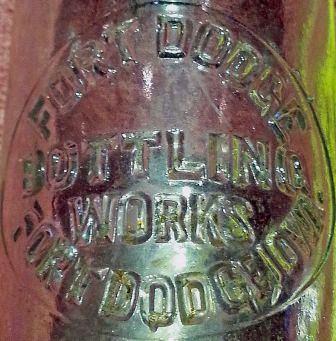 FORT DODGE
BOTTLING
WORKS
FORT DODGE, IOWA